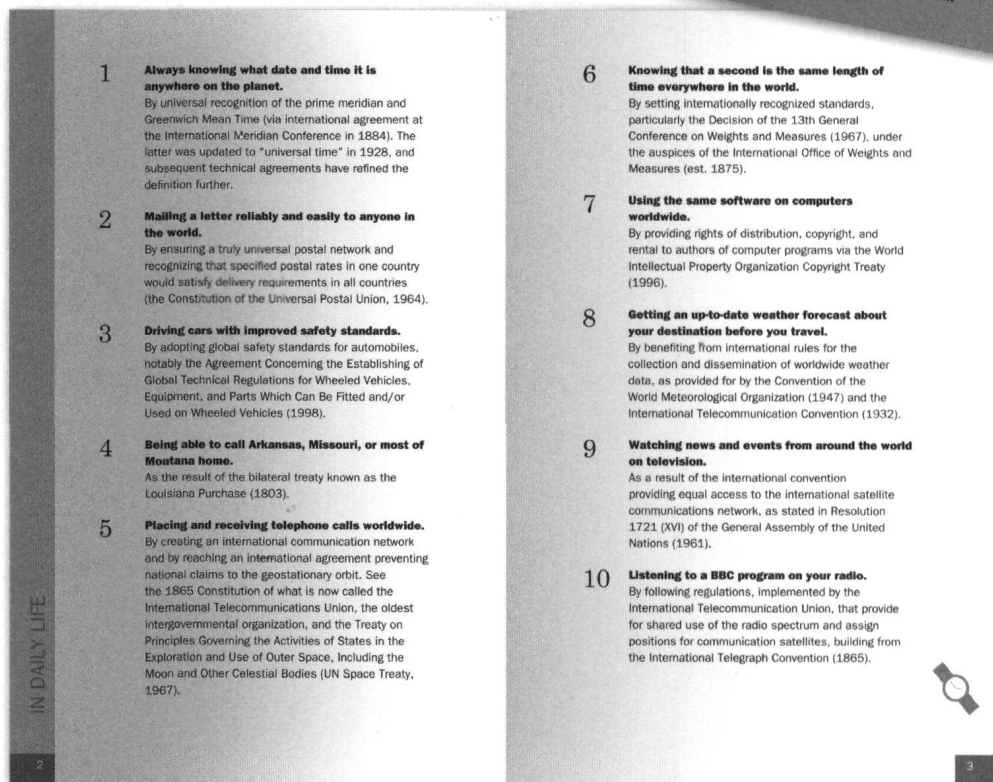 1
Always knowing what date and time it is
anywhere on the planet.
By universal recognition of the prime meridian and
Greenwich Mean Time (via international agreement at
the International Meridian Conference in 1884). The
latter was updated to "universal time" in 1928, and
subsequent technical agreements have refined the
definition further.
2
Mailing a letter reliably and easily to anyone in
the world.
By ensuring a truly universal postal network and
recognizing that specified postal rates in one country
would satisfy delivery requirements in all countries
(the Constitution of the Universal Postal Union, 1964).
3
Driving cars with improved safety standards.
By adopting global safety standards for automobiles,
notably the Agreement Concerning the Establishing of
Global Technical Regulations for Wheeled Vehicles,
Equipment, and Parts Which Can Be Fitted and/or
Used on Wheeled Vehicles (1998).
4
Being able to call Arkansas, Missouri, or most of
Montana home.
As the result of the bilateral treaty known as the
Louisiana Purchase (1803).
5
Placing and receiving telephone calls worldwide.
By creating an international communication network
and by reaching an international agreement preventing
national claims to the geostationary orbit. See
the 1865 Constitution of what is now called the
International Telecommunications Union, the oldest
intergovernmental organization, and the Treaty on
Principles Governing the Activities of States in the
Exploration and Use of Outer Space, Including the
Moon and Other Celestial Bodies (UN Space Treaty,
1967).
IN DAILY LIFE
2
6
Knowing that a second is the same length of
time everywhere in the world.
By setting internationally recognized standards,
particularly the Decision of the 13th General
Conference on Weights and Measures (1967), under
the auspices of the International Office of Weights and
Measures (est. 1875).
7
Using the same software on computers
worldwide.
By providing rights of distribution, copyright, and
rental to authors of computer programs via the World
Intellectual Property Organization Copyright Treaty
(1996).
8
Getting an up-to-date weather forecast about
your destination before you travel.
By benefiting from international rules for the
collection and dissemination of worldwide weather
data, as provided for by the Convention of the
World Meteorological Organization (1947) and the
International Telecommunication Convention (1932).
9
Watching news and events from around the world
on television.
As a result of the international convention
providing equal access to the international satellite
communications network, as stated in Resolution
1721 (XVI) of the General Assembly of the United
Nations (1961).
10
Listening to a BBC program on your radio.
By following regulations, implemented by the
International Telecommunication Union, that provide
for shared use of the radio spectrum and assign
positions for communication satellites, building from
the International Telegraph Convention (1865).
3